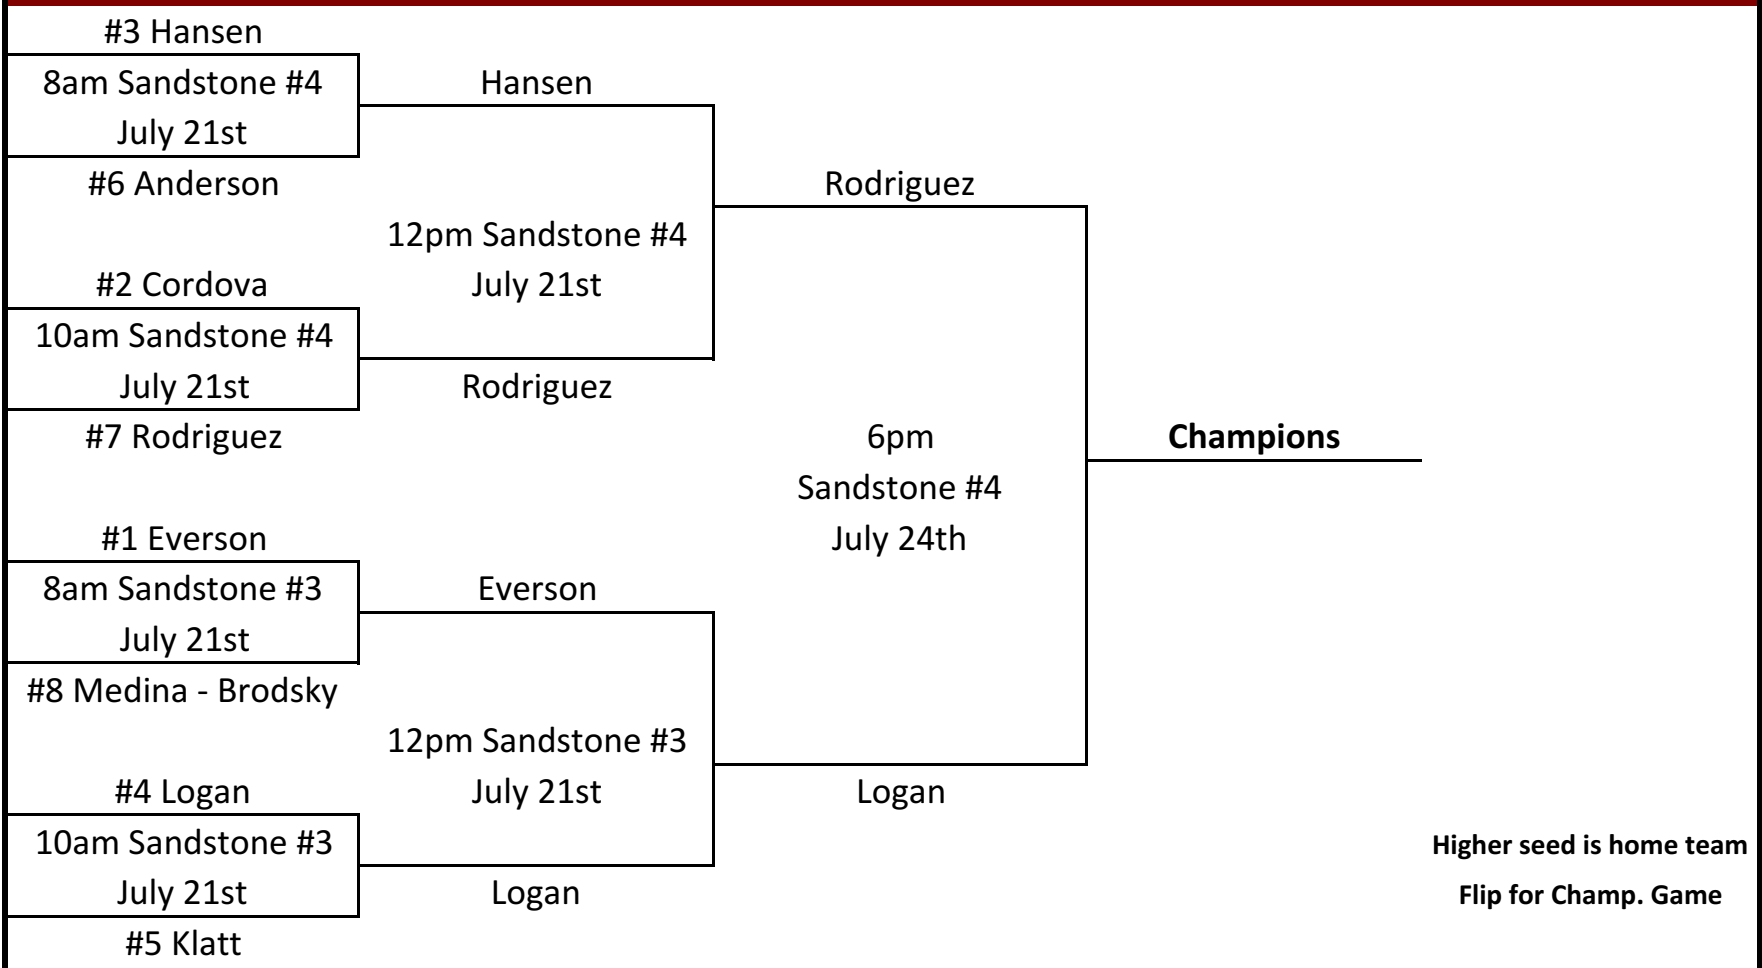 #3 Hansen
8am Sandstone #4
July 21st
#6 Anderson
#2 Cordova
10am Sandstone #4
July 21st
#7 Rodriguez
#1 Everson
8am Sandstone #3
July 21st
#8 Medina - Brodsky
#4 Logan
10am Sandstone #3
July 21st
#5 Klatt
Hansen
12pm Sandstone #4
July 21st
Rodriguez
Everson
12pm Sandstone #3
July 21st
Logan
Rodriguez
6pm
Sandstone #4
July 24th
Logan
Champions
Higher seed is home team
Flip for Champ. Game